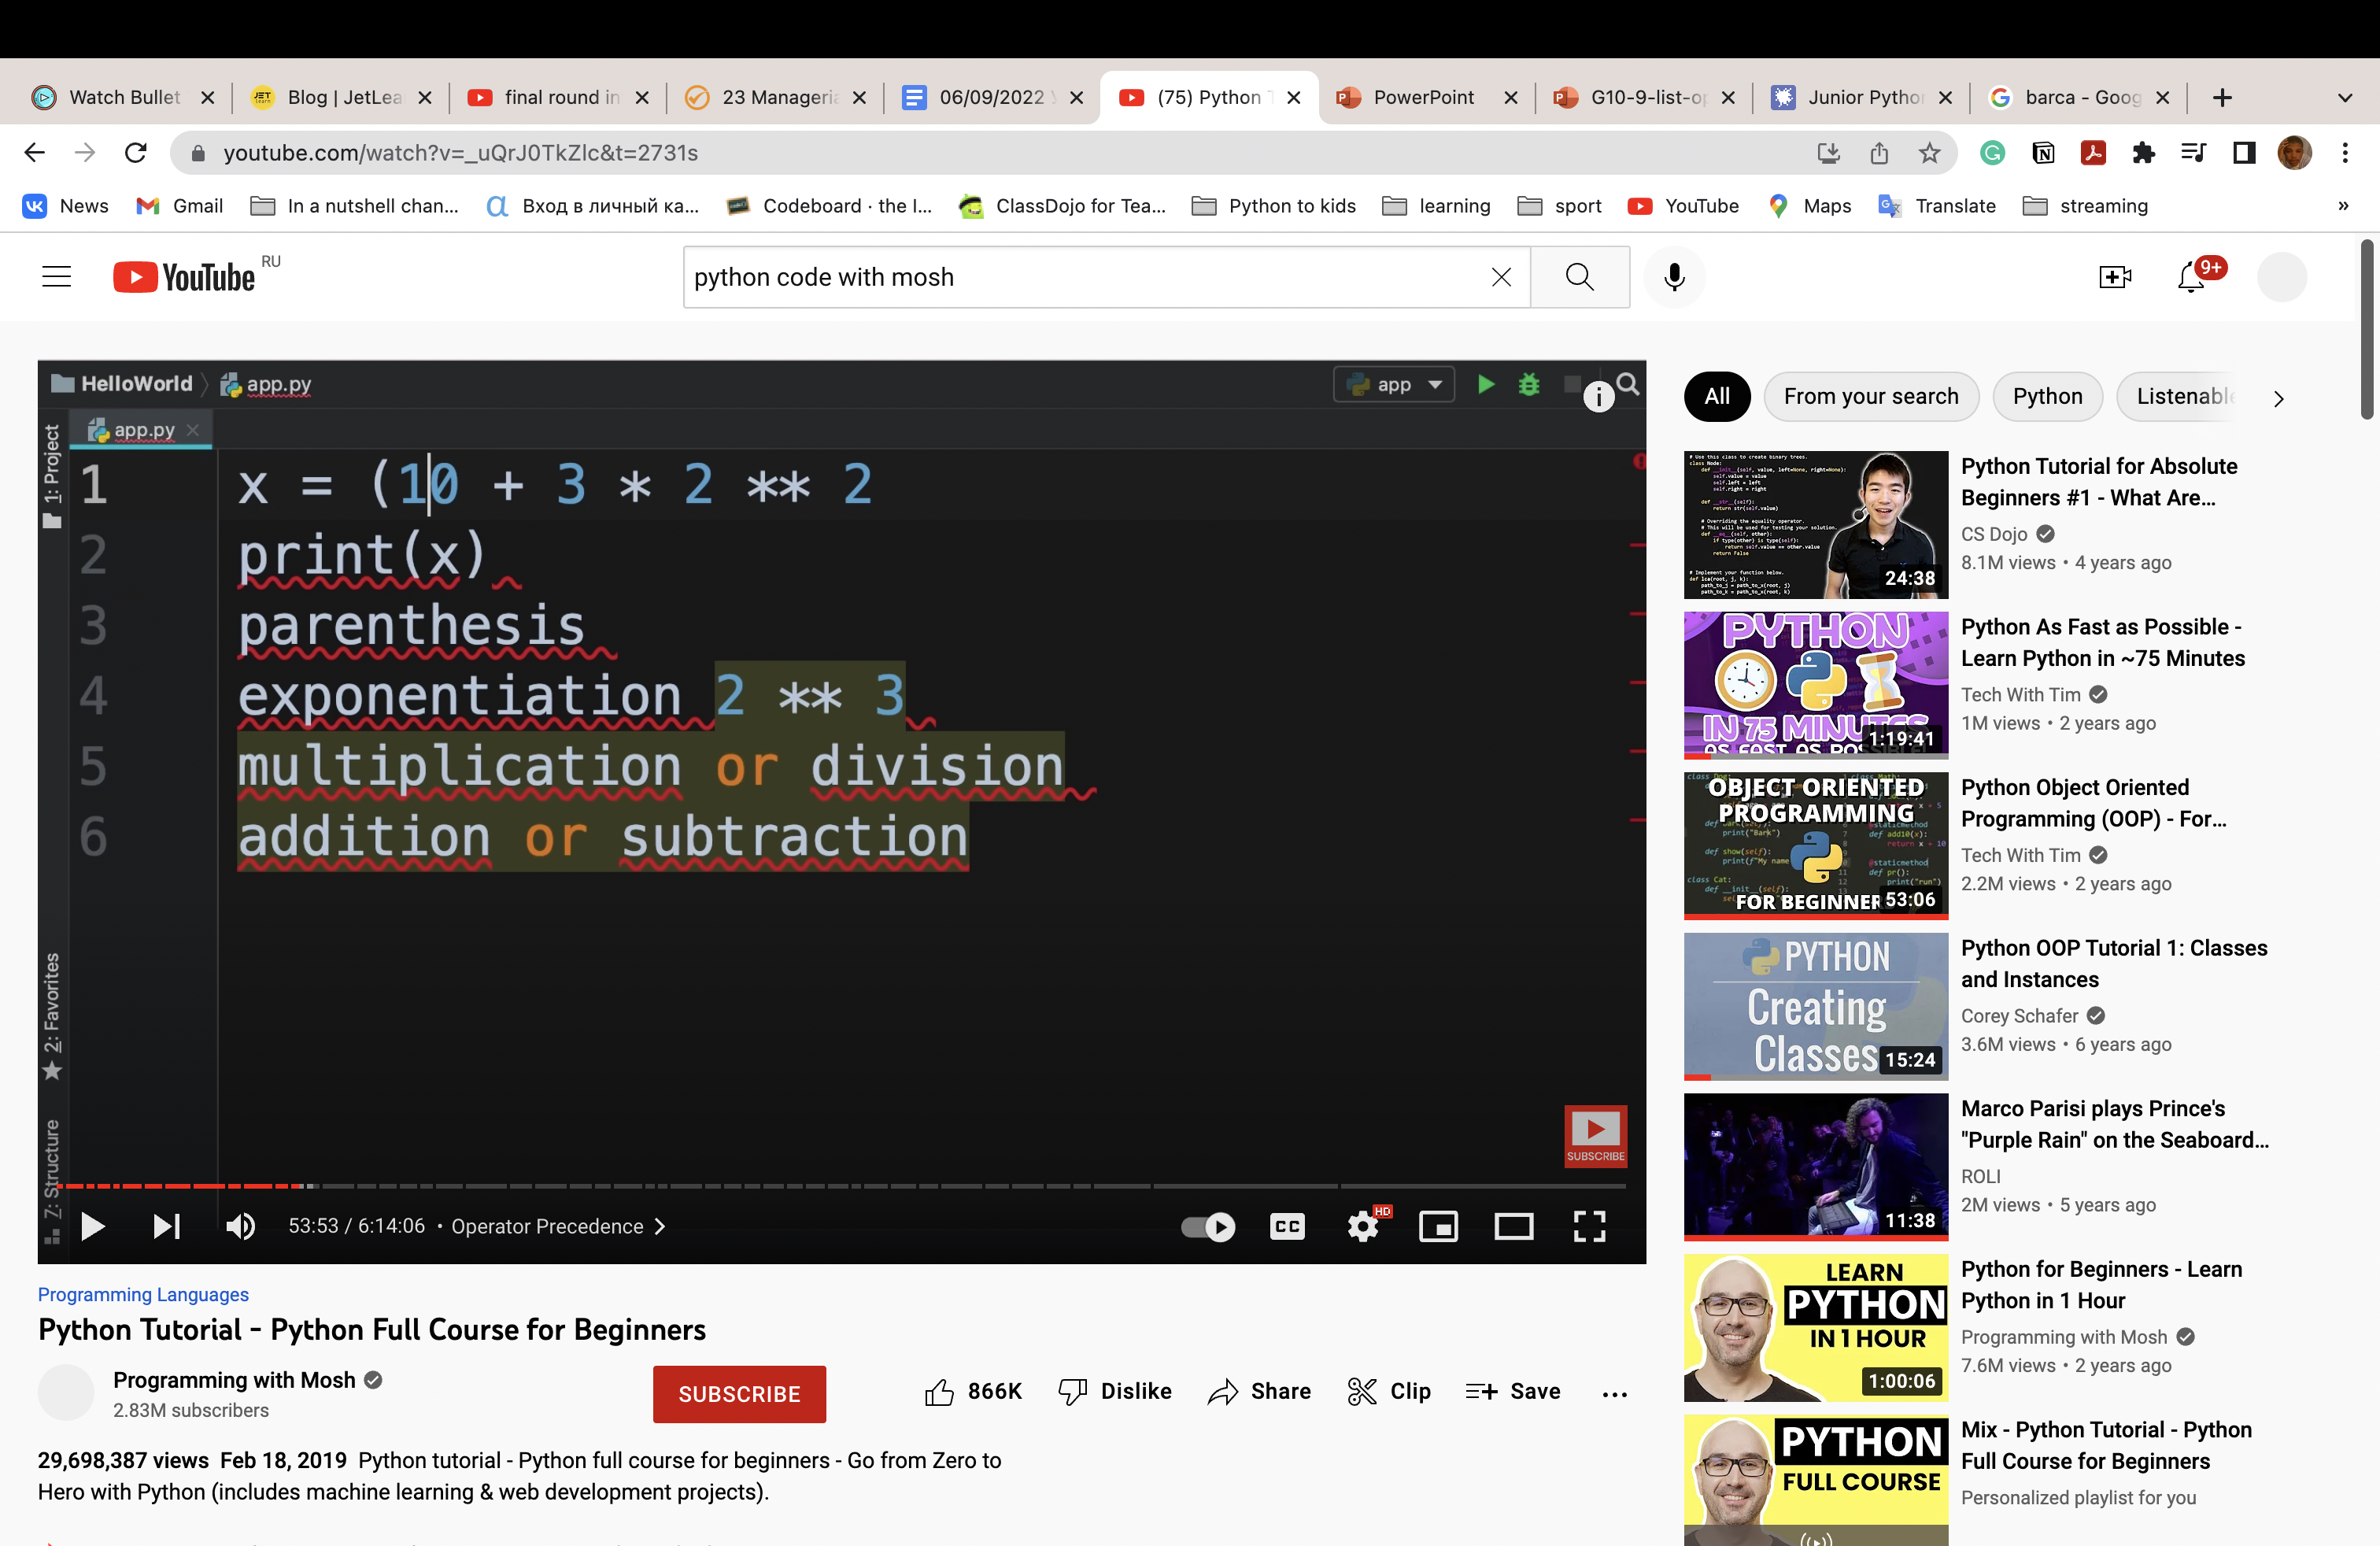 Watch Bullet
Blog | JetLea
final round in
23 Manageria
06/09/2022
(75) Python T
PowerPoint
G10-9-list-op
Junior Python
barca - Goog
youtube.com/watch?v=_uQrJ0TkZlc&t=2731s
News
Gmail
In a nutshell chan...
Вход в личный ка...
Codeboard · the I...
ClassDojo for Tea...
Python to kids
learning
sport
YouTube
Maps
Translate
streaming
»
YouTube RU
python code with mosh
9+
HelloWorld
app.py
app
app.py
1: Project
2: Favorites
7: Structure
1 x = (10 + 3 * 2 ** 2
2 print(x)
3 parenthesis
4 exponentiation 2 ** 3
5 multiplication or division
6 addition or subtraction
SUBSCRIBE
53:53 / 6:14:06 • Operator Precedence
CC
HD
Programming Languages
Python Tutorial - Python Full Course for Beginners
Programming with Mosh
2.83M subscribers
SUBSCRIBE
866K
Dislike
Share
Clip
Save
29,698,387 views Feb 18, 2019 Python tutorial - Python full course for beginners - Go from Zero to
Hero with Python (includes machine learning & web development projects).
All
From your search
Python
Listenable
24:38
Python Tutorial for Absolute
Beginners #1 - What Are...
CS Dojo
8.1M views • 4 years ago
PYTHON
IN 75 MINUTES
AS FAST AS POS
1:19:41
Python As Fast as Possible -
Learn Python in ~75 Minutes
Tech With Tim
1M views • 2 years ago
OBJECT ORIENTED
PROGRAMMING
FOR BEGINNER
53:06
Python Object Oriented
Programming (OOP) - For...
Tech With Tim
2.2M views • 2 years ago
PYTHON
Creating
Classes
15:24
Python OOP Tutorial 1: Classes
and Instances
Corey Schafer
3.6M views • 6 years ago
11:38
Marco Parisi plays Prince's
"Purple Rain" on the Seaboard...
ROLI
2M views • 5 years ago
LEARN
PYTHON
IN 1 HOUR
1:00:06
Python for Beginners - Learn
Python in 1 Hour
Programming with Mosh
7.6M views • 2 years ago
PYTHON
FULL COURSE
Mix - Python Tutorial - Python
Full Course for Beginners
Personalized playlist for you